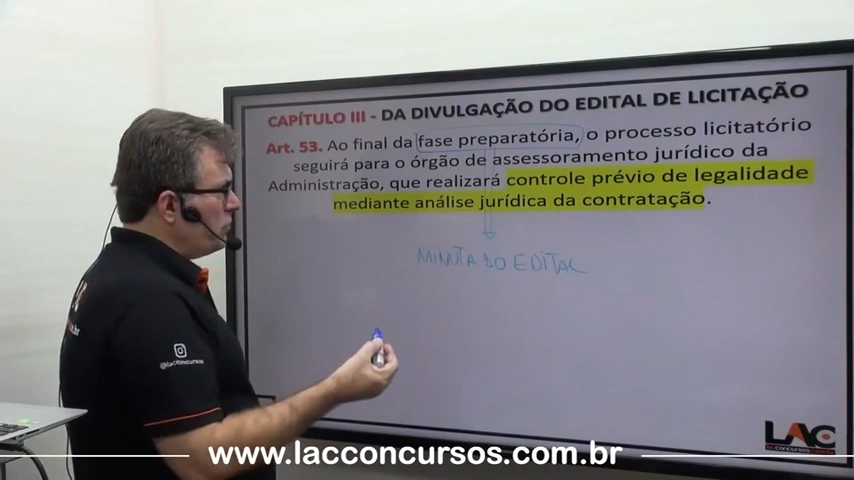 CAPÍTULO III - DA DIVULGAÇÃO DO EDITAL DE LICITAÇÃO
Art. 53. Ao final da fase preparatória, o processo licitatório
seguirá para o órgão de assessoramento jurídico da
Administração, que realizará controle prévio de legalidade
mediante análise jurídica da contratação.
MINUTA DO EDITAL
@lacconcursos
LAC
www.lacconcursos.com.br